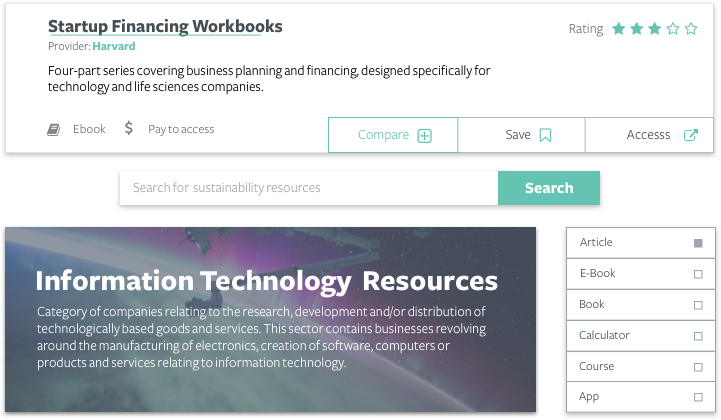 Startup Financing Workbooks
Rating
Provider: Harvard
Four-part series covering business planning and financing, designed specifically for
technology and life sciences companies.
Ebook
$ Pay to access
Compare
Save
Accesss
Search for sustainability resources
Search
Information Technology Resources
Category of companies relating to the research, development and/or distribution of
technologically based goods and services. This sector contains businesses revolving
around the manufacturing of electronics, creation of software, computers or
products and services relating to information technology.
Article
E-Book
Book
Calculator
Course
App